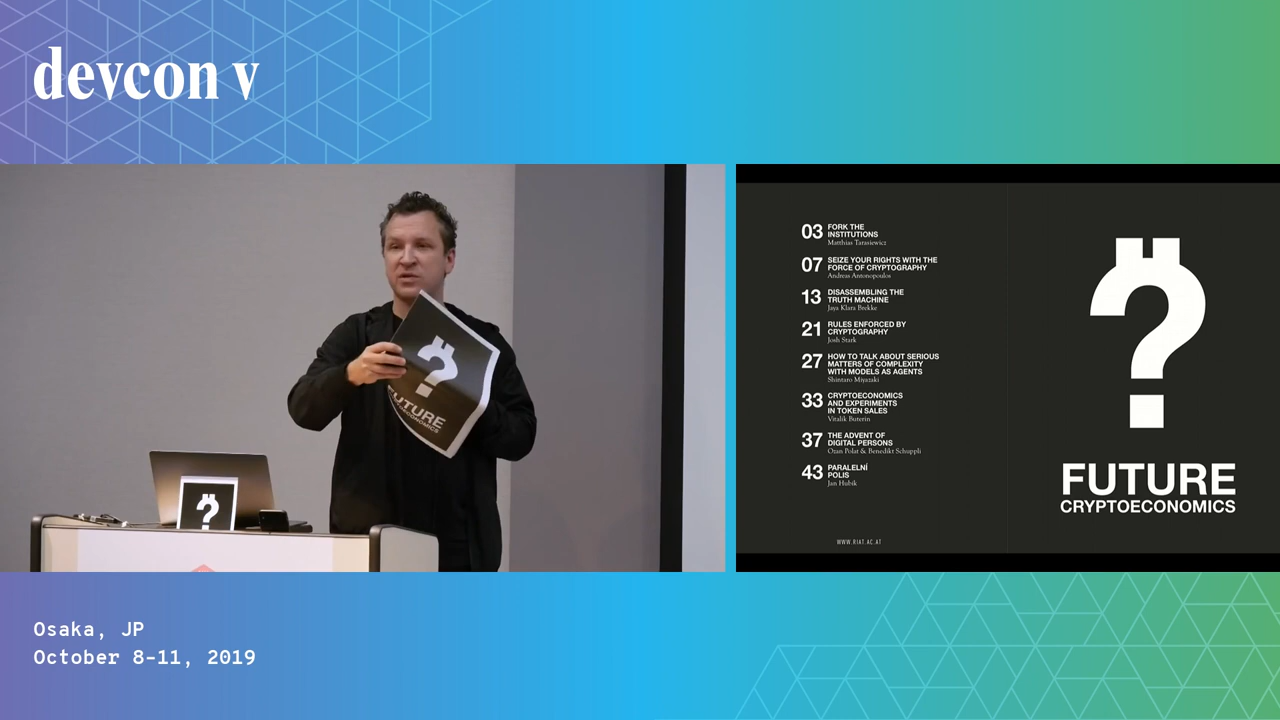 devcon v
FUTURE
CRYPTOECONOMICS
03 FORK THE
INSTITUTIONS
Matthias Tarasiewicz
07 SEIZE YOUR RIGHTS WITH THE
FORCE OF CRYPTOGRAPHY
Andreas Antonopoulos
13 DISASSEMBLING THE
TRUTH MACHINE
Jaya Klara Brekke
21 RULES ENFORCED BY
CRYPTOGRAPHY
Josh Stark
27 HOW TO TALK ABOUT SERIOUS
MATTERS OF COMPLEXITY
WITH MODELS AS AGENTS
Shintaro Miyazaki
33 CRYPTOECONOMICS
AND EXPERIMENTS
IN TOKEN SALES
Vitalik Buterin
37 THE ADVENT OF
DIGITAL PERSONS
Otan Polat & Benedikt Schuppli
43 PARALELNÍ
POLIS
Jan Hubik
WWW.RIAT.AC.AT
?
FUTURE
CRYPTOECONOMICS
Osaka, JP
October 8-11, 2019